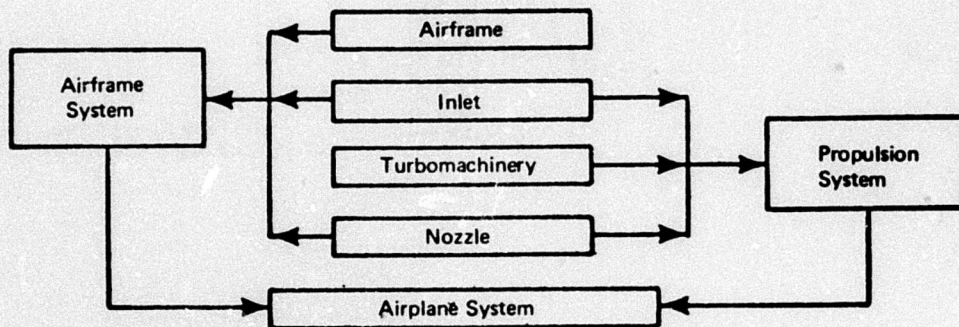 Airframe
Airframe
System
Inlet
Turbomachinery
Propulsion
System
Nozzle
Airplane System